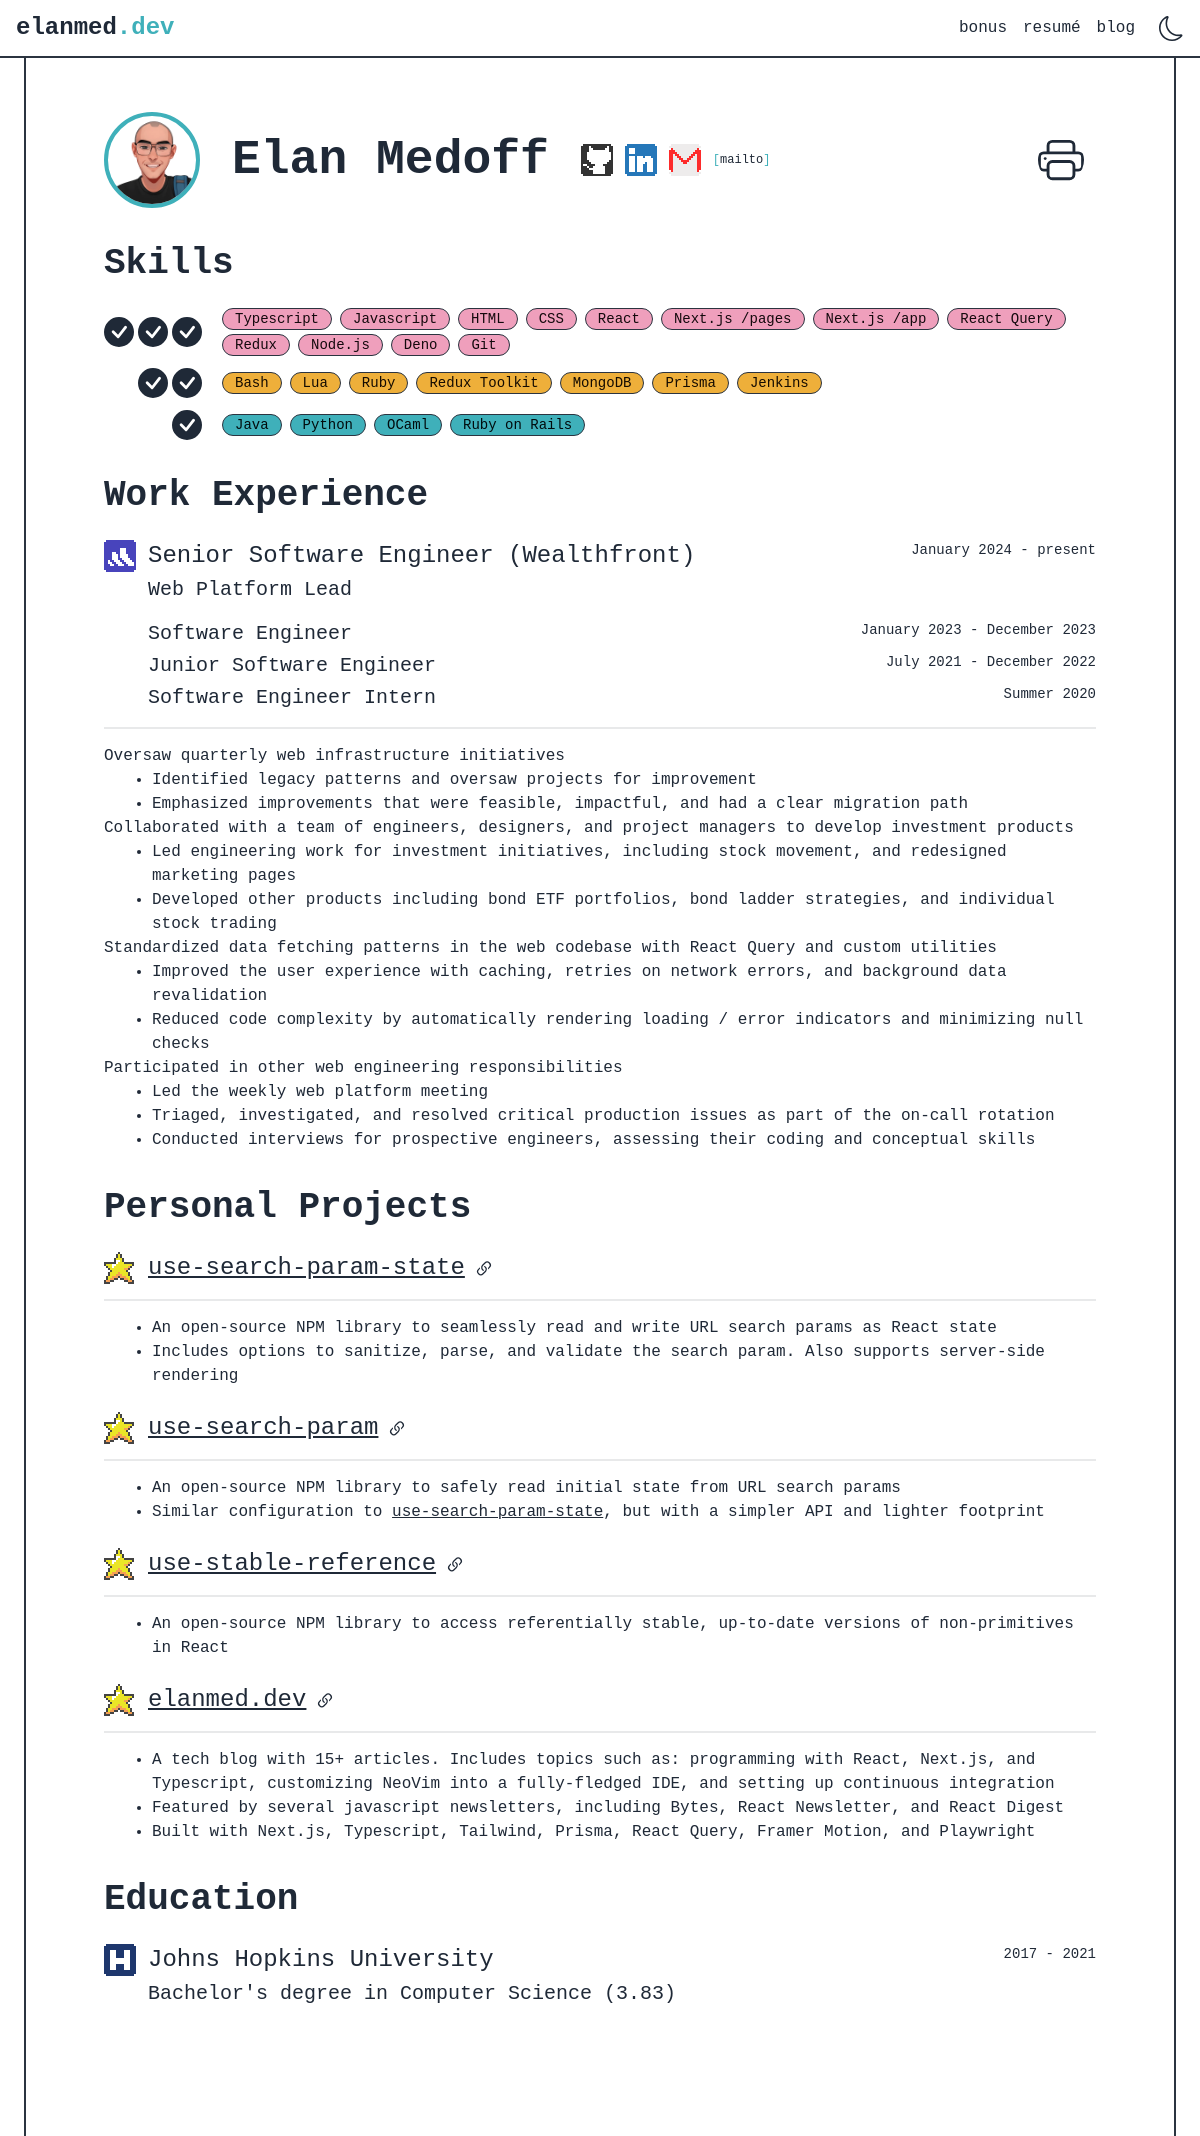 elanmed.dev
bonus resumé blog
Elan Medoff
[mailto]
Skills
Typescript Javascript HTML CSS React Next.js /pages Next.js /app React Query
Redux Node.js Deno Git
Bash Lua Ruby Redux Toolkit MongoDB Prisma Jenkins
Java Python OCaml Ruby on Rails
Work Experience
Senior Software Engineer (Wealthfront) January 2024 - present
Web Platform Lead
Software Engineer January 2023 - December 2023
Junior Software Engineer July 2021 - December 2022
Software Engineer Intern Summer 2020
Oversaw quarterly web infrastructure initiatives
• Identified legacy patterns and oversaw projects for improvement
• Emphasized improvements that were feasible, impactful, and had a clear migration path
Collaborated with a team of engineers, designers, and project managers to develop investment products
• Led engineering work for investment initiatives, including stock movement, and redesigned
marketing pages
• Developed other products including bond ETF portfolios, bond ladder strategies, and individual
stock trading
Standardized data fetching patterns in the web codebase with React Query and custom utilities
• Improved the user experience with caching, retries on network errors, and background data
revalidation
• Reduced code complexity by automatically rendering loading / error indicators and minimizing null
checks
Participated in other web engineering responsibilities
• Led the weekly web platform meeting
• Triaged, investigated, and resolved critical production issues as part of the on-call rotation
• Conducted interviews for prospective engineers, assessing their coding and conceptual skills
Personal Projects
use-search-param-state
• An open-source NPM library to seamlessly read and write URL search params as React state
• Includes options to sanitize, parse, and validate the search param. Also supports server-side
rendering
use-search-param
• An open-source NPM library to safely read initial state from URL search params
• Similar configuration to use-search-param-state, but with a simpler API and lighter footprint
use-stable-reference
• An open-source NPM library to access referentially stable, up-to-date versions of non-primitives
in React
elanmed.dev
• A tech blog with 15+ articles. Includes topics such as: programming with React, Next.js, and
Typescript, customizing NeoVim into a fully-fledged IDE, and setting up continuous integration
• Featured by several javascript newsletters, including Bytes, React Newsletter, and React Digest
• Built with Next.js, Typescript, Tailwind, Prisma, React Query, Framer Motion, and Playwright
Education
Johns Hopkins University 2017 - 2021
Bachelor's degree in Computer Science (3.83)